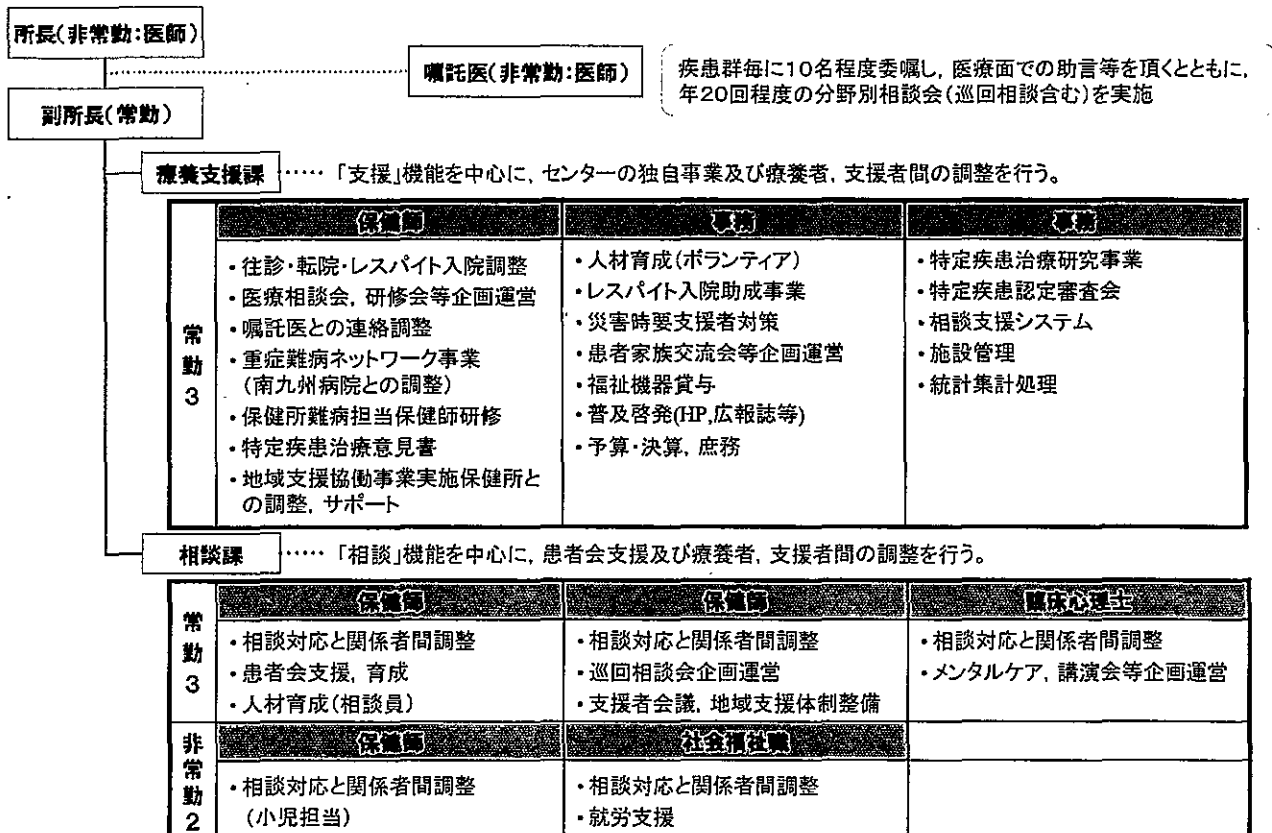 所長(非常勤:医師)
嘱託医(非常勤:医師)
疾患群毎に10名程度委嘱し, 医療面での助言等を頂くとともに,
年20回程度の分野別相談会(巡回相談含む)を実施
副所長(常勤)
療養支援課 …… 「支援」機能を中心に, センターの独自事業及び療養者, 支援者間の調整を行う。
常勤3
保健師
・往診・転院・レスパイト入院調整
・医療相談会, 研修会等企画運営
・嘱託医との連絡調整
・重症難病ネットワーク事業
(南九州病院との調整)
・保健所難病担当保健師研修
・特定疾患治療意見書
・地域支援協働事業実施保健所と
の調整, サポート
事務
・人材育成(ボランティア)
・レスパイト入院助成事業
・災害時要支援者対策
・患者家族交流会等企画運営
・福祉機器貸与
・普及啓発(HP,広報誌等)
・予算・決算, 庶務
事務
・特定疾患治療研究事業
・特定疾患認定審査会
・相談支援システム
・施設管理
・統計集計処理
相談課 …… 「相談」機能を中心に, 患者会支援及び療養者, 支援者間の調整を行う。
常勤3
保健師
・相談対応と関係者間調整
・患者会支援, 育成
・人材育成(相談員)
保健師
・相談対応と関係者間調整
・巡回相談会企画運営
・支援者会議, 地域支援体制整備
臨床心理士
・相談対応と関係者間調整
・メンタルケア, 講演会等企画運営
非常勤2
保健師
・相談対応と関係者間調整
(小児担当)
社会福祉職
・相談対応と関係者間調整
・就労支援